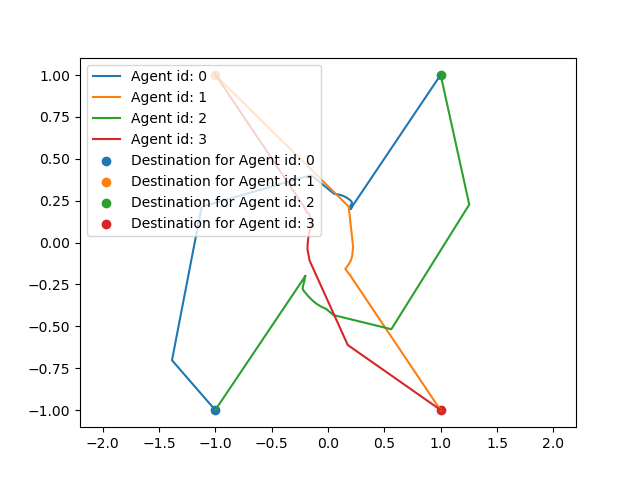 1.00
0.75
0.50
0.25
0.00
−0.25
−0.50
−0.75
−1.00
Agent id: 0
Agent id: 1
Agent id: 2
Agent id: 3
Destination for Agent id: 0
Destination for Agent id: 1
Destination for Agent id: 2
Destination for Agent id: 3
−2.0 −1.5 −1.0 −0.5 0.0 0.5 1.0 1.5 2.0